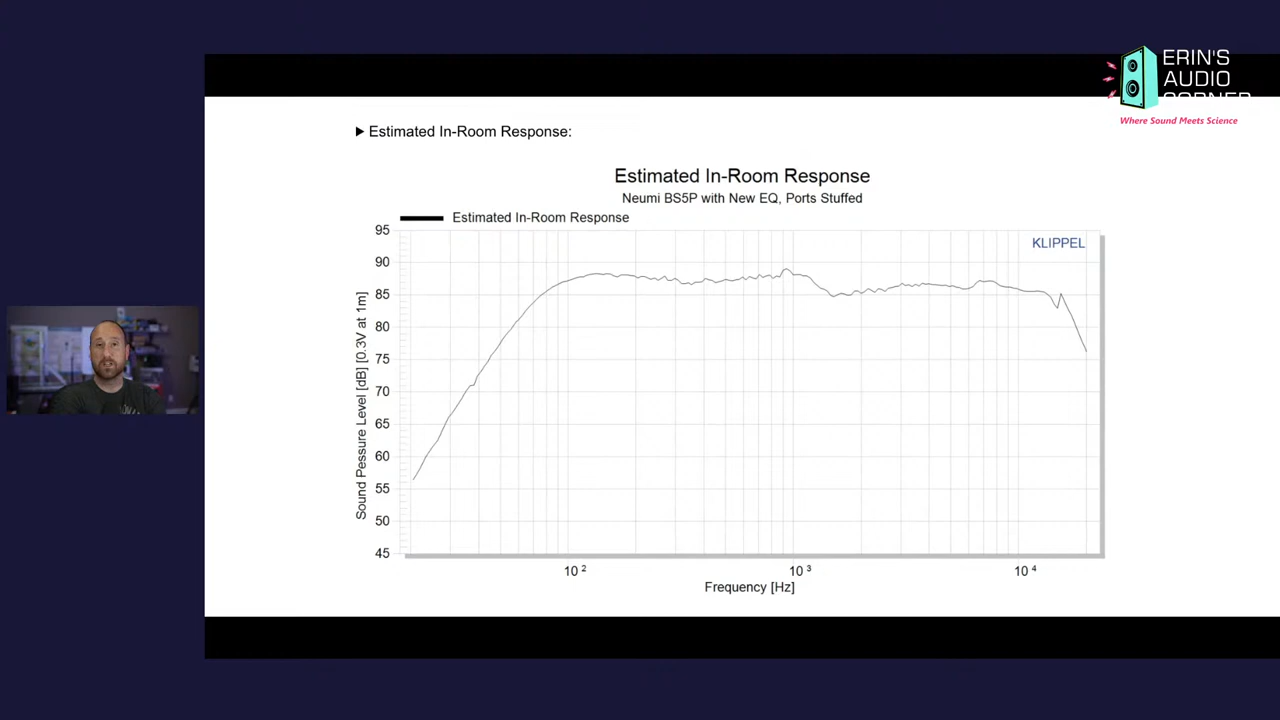 ERIN'S
AUDIO
CORNER
Where Sound Meets Science
► Estimated In-Room Response:
Estimated In-Room Response
Neumi BS5P with New EQ, Ports Stuffed
Estimated In-Room Response
KLIPPEL
95
90
85
80
75
70
65
60
55
50
45
Sound Pessure Level [dB] [0.3V at 1m]
10 2
10 3
10 4
Frequency [Hz]